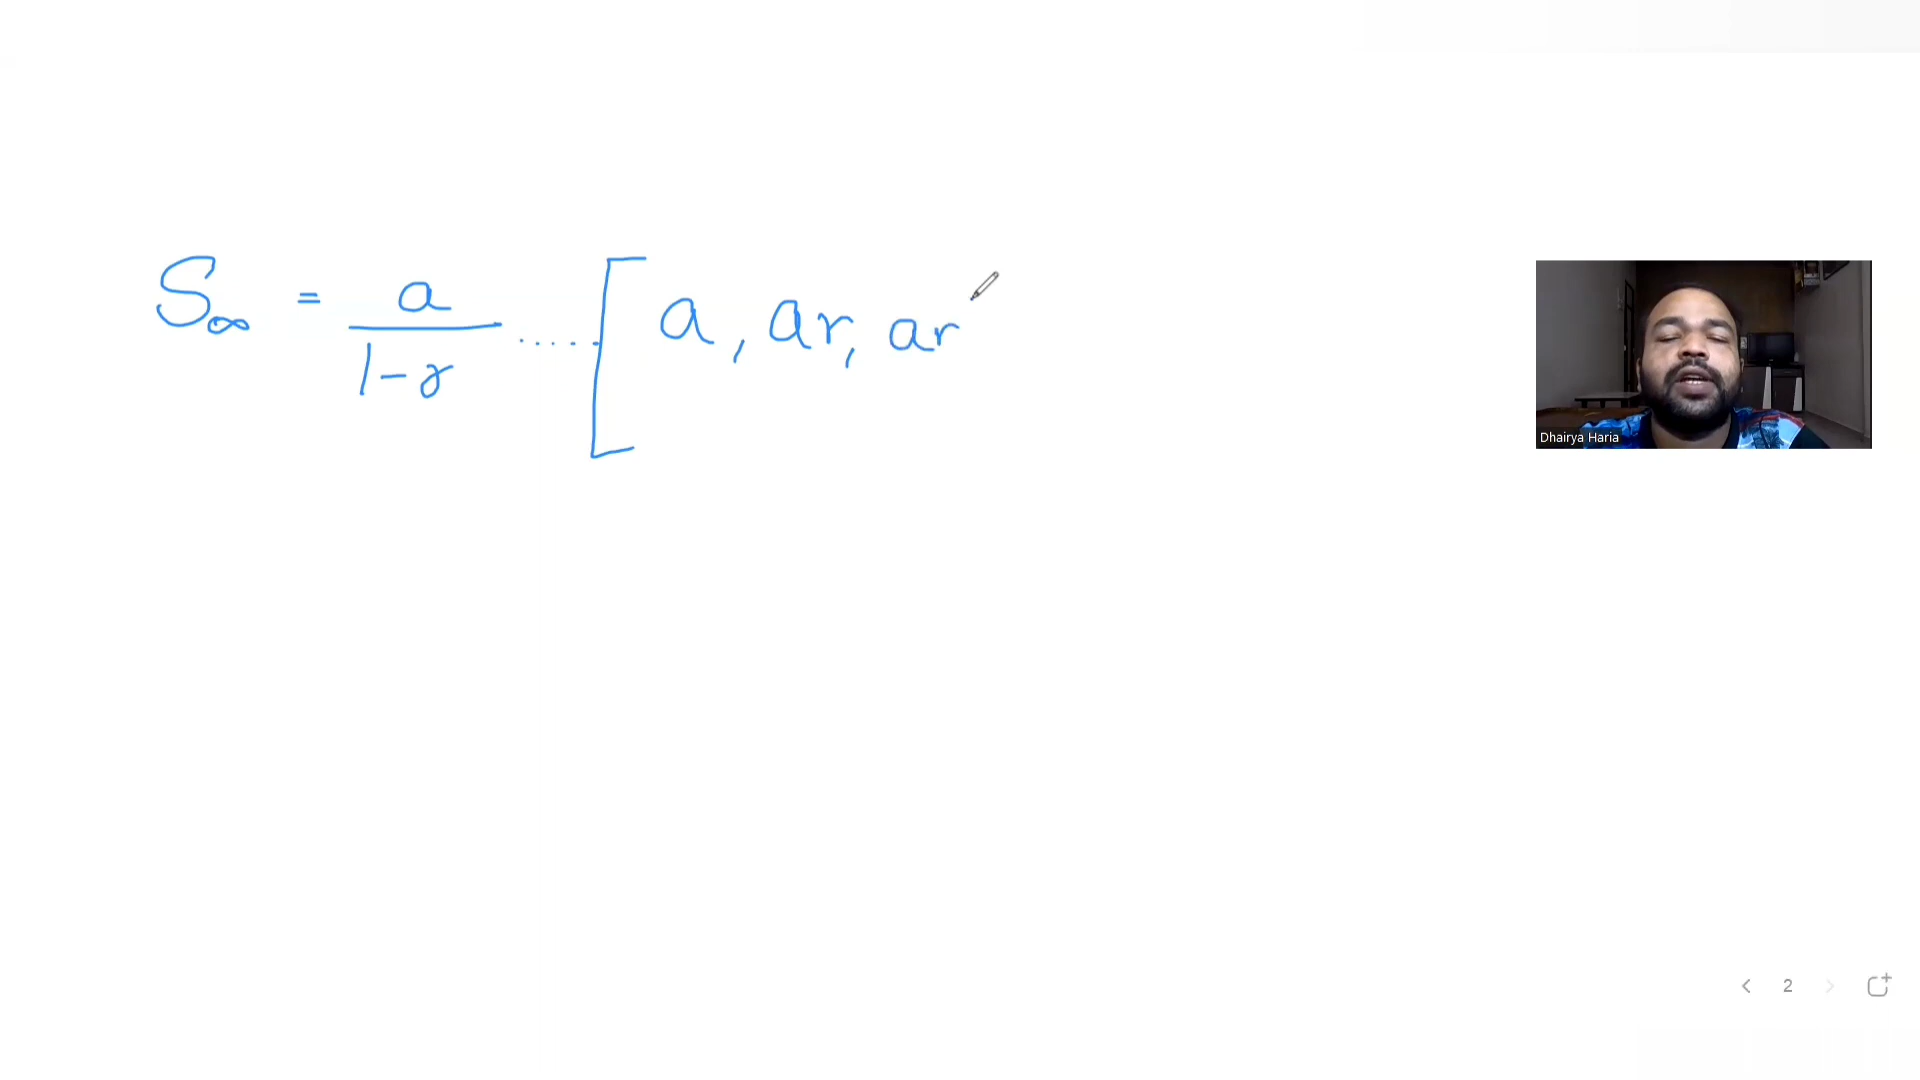 S∞ = a / 1-r ..... [ a, ar, ar
Dhairya Haria
2